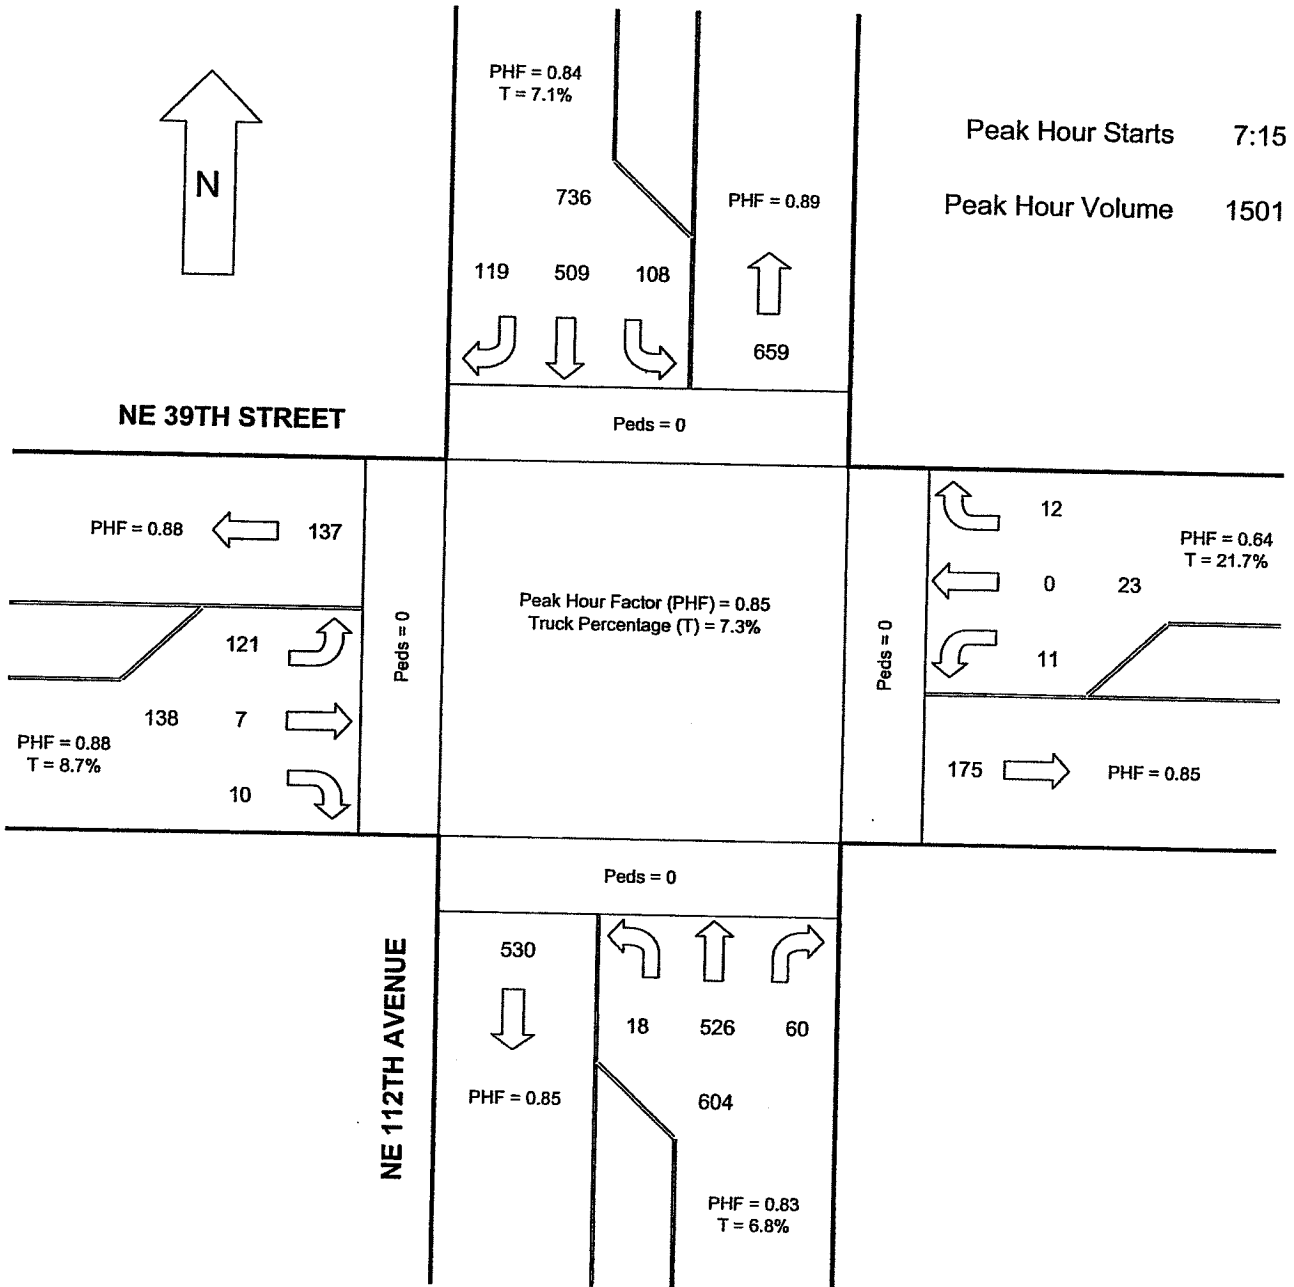 PHF = 0.84
T = 7.1%
Peak Hour Starts 7:15
N
736
PHF = 0.89
Peak Hour Volume 1501
119 509 108
659
NE 39TH STREET
Peds = 0
PHF = 0.88 137
12
PHF = 0.64
T = 21.7%
0 23
11
Peak Hour Factor (PHF) = 0.85
Truck Percentage (T) = 7.3%
Peds = 0
Peds = 0
121
138 7
PHF = 0.88
T = 8.7%
10
175 PHF = 0.85
Peds = 0
530
NE 112TH AVENUE
18 526 60
PHF = 0.85
604
PHF = 0.83
T = 6.8%